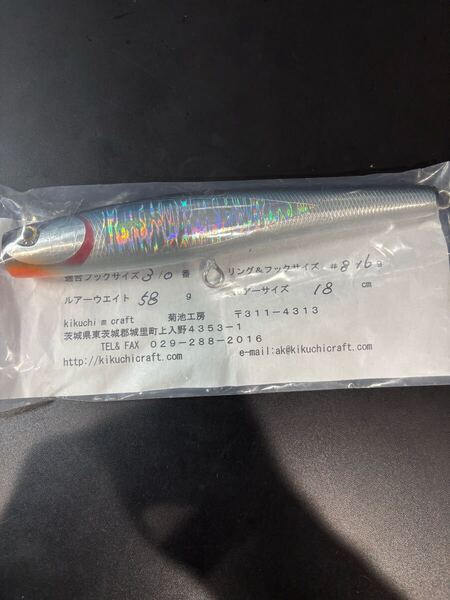 適合フックサイズ 3/0 番 リング&フックサイズ #8 16 g
ルアーウエイト 58 g アーサイズ 18 cm
kikuchi m craft 菊池工房 〒311-4313
茨城県東茨城郡城里町上入野4353-1
TEL& FAX 029-288-2016
http://kikuchicraft.com e-mail:ak@kikuchicraft.com